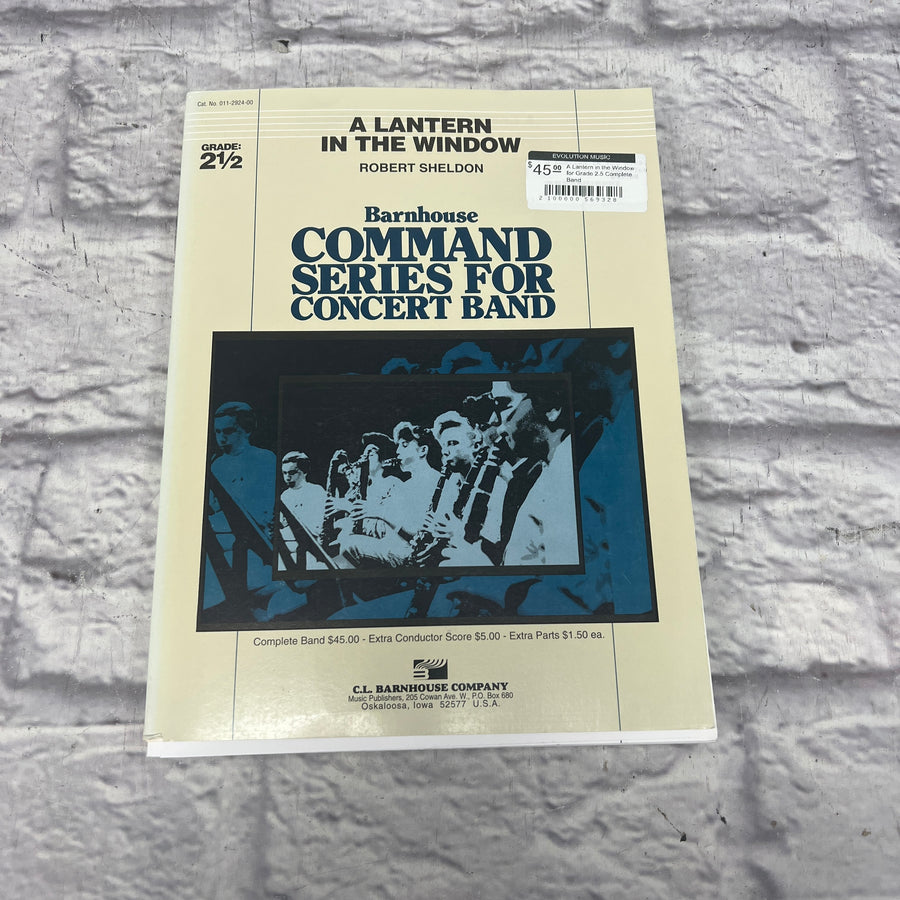 Cat. No. 011-2924-00
A LANTERN
IN THE WINDOW
GRADE:
2½
ROBERT SHELDON
EVOLUTION MUSIC
$45.00
A Lantern in the Window
for Grade 2.5 Complete
Band
2 100000 569328
Barnhouse
COMMAND
SERIES FOR
CONCERT BAND
Complete Band $45.00 - Extra Conductor Score $5.00 - Extra Parts $1.50 ea.
B
C.L. BARNHOUSE COMPANY
Music Publishers, 205 Cowan Ave. W., P.O. Box 680
Oskaloosa, Iowa 52577 U.S.A.